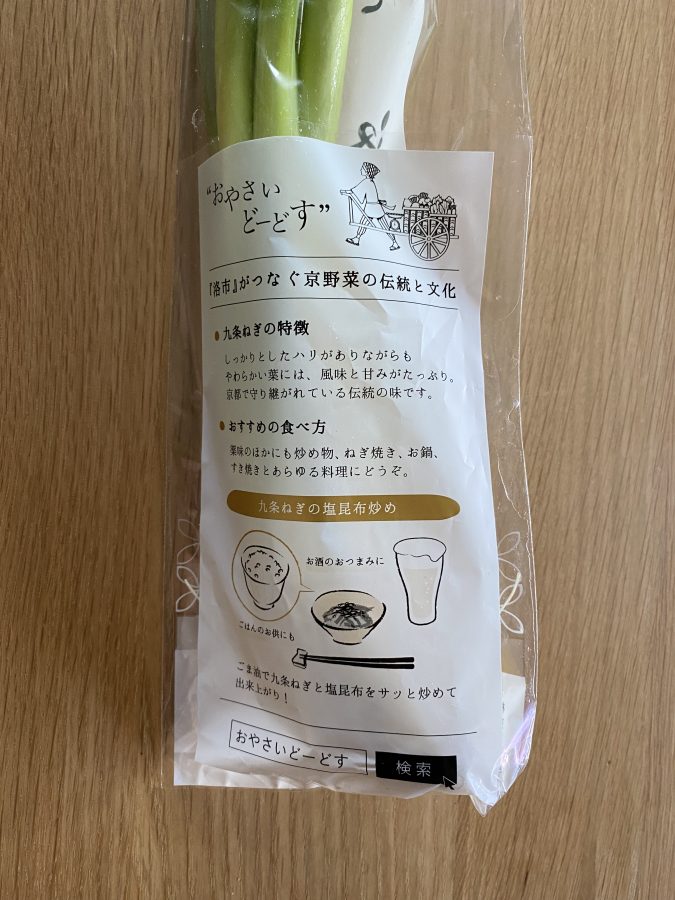 “おやさい
どーどす”
『洛市』がつなぐ京野菜の伝統と文化
九条ねぎの特徴
しっかりとしたハリがありながらも
やわらかい葉には、風味と甘みがたっぷり。
京都で守り継がれている伝統の味です。
おすすめの食べ方
薬味のほかにも炒め物、ねぎ焼き、お鍋、
すき焼きとあらゆる料理にどうぞ。
九条ねぎの塩昆布炒め
お酒のおつまみに
ごはんのお供にも
ごま油で九条ねぎと塩昆布をサッと炒めて
出来上がり！
おやさいどーどす 検索